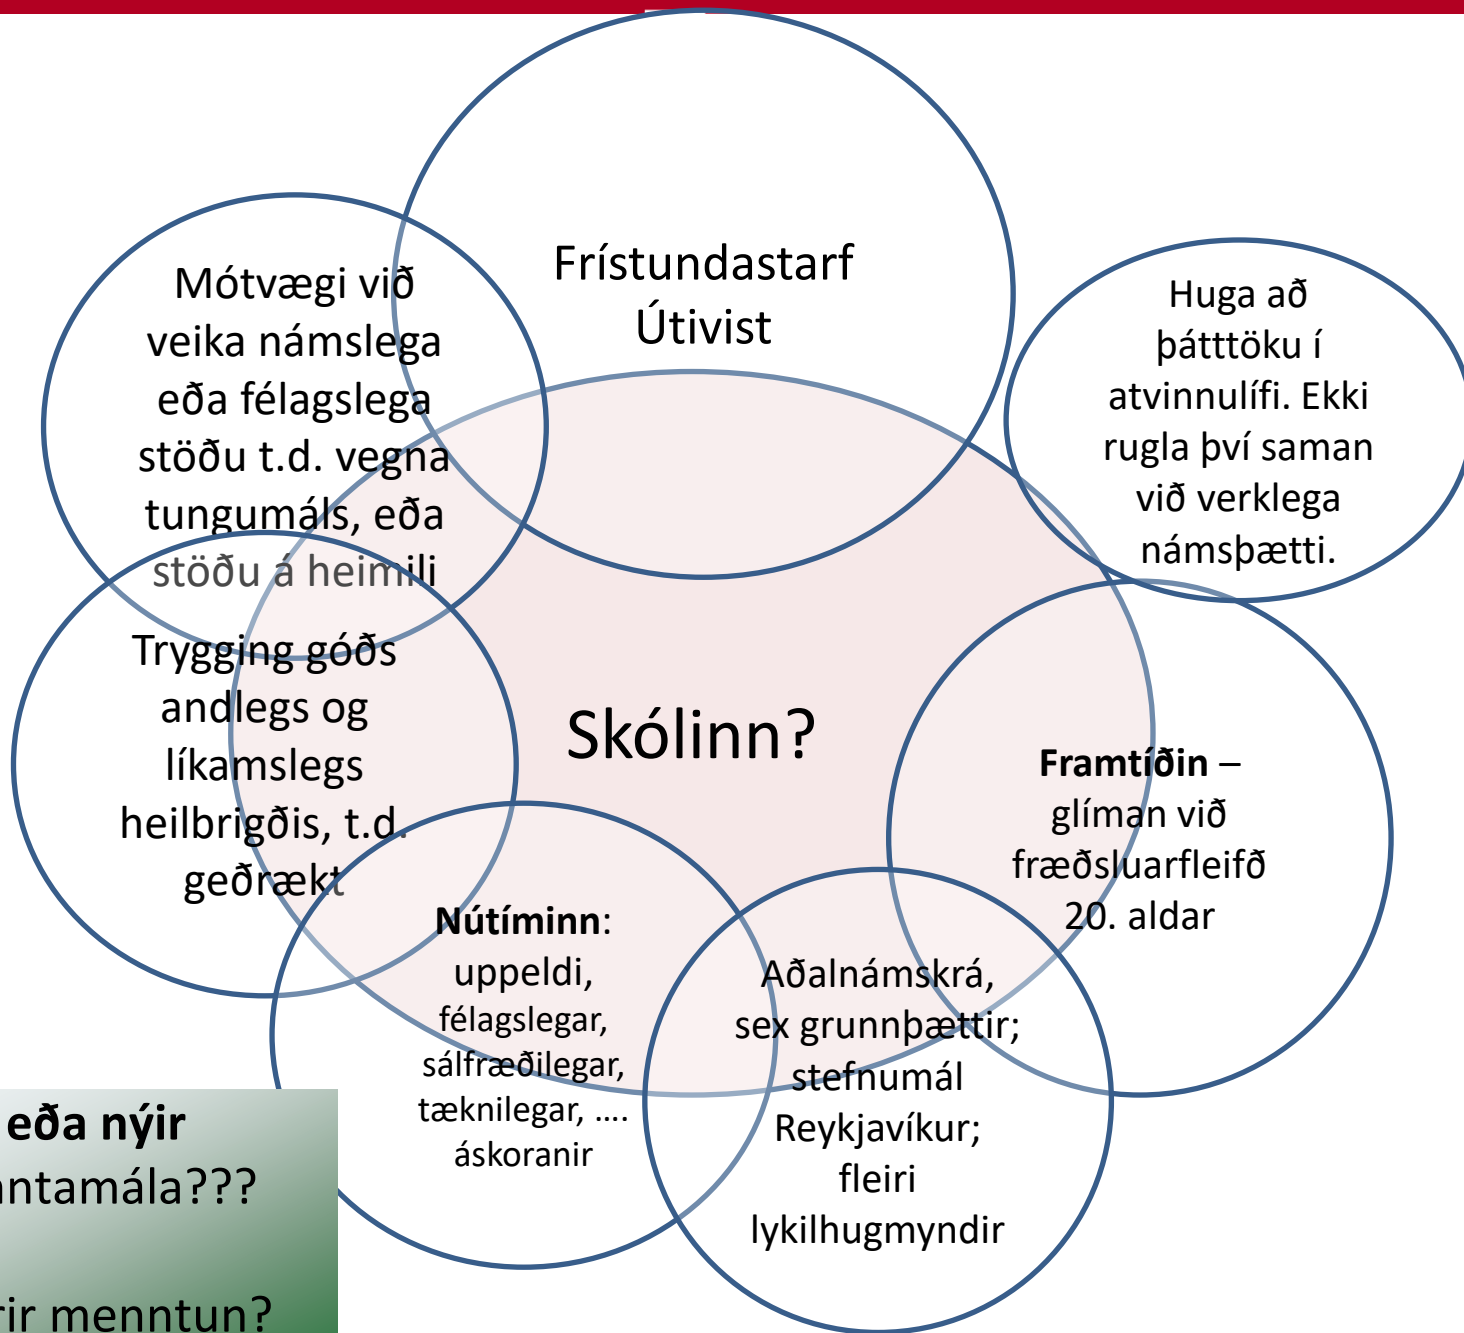 Frístundastarf
Útivist
Mótvægi við
veika námslega
eða félagslega
stöðu t.d. vegna
tungumáls, eða
stöðu á heimili
Huga að
þátttöku í
atvinnulífi. Ekki
rugla því saman
við verklega
námsþætti.
Trygging góðs
andlegs og
líkamslegs
heilbrigðis, t.d.
geðrækt
Skólinn?
Framtíðin –
glíman við
fræðsluarfleifð
20. aldar
Nútíminn:
uppeldi,
félagslegar,
sálfræðilegar,
tæknilegar, ....
áskoranir
Aðalnámskrá,
sex grunnþættir;
stefnumál
Reykjavíkur;
fleiri
lykilhugmyndir
eða nýir
ntamála???
rir menntun?